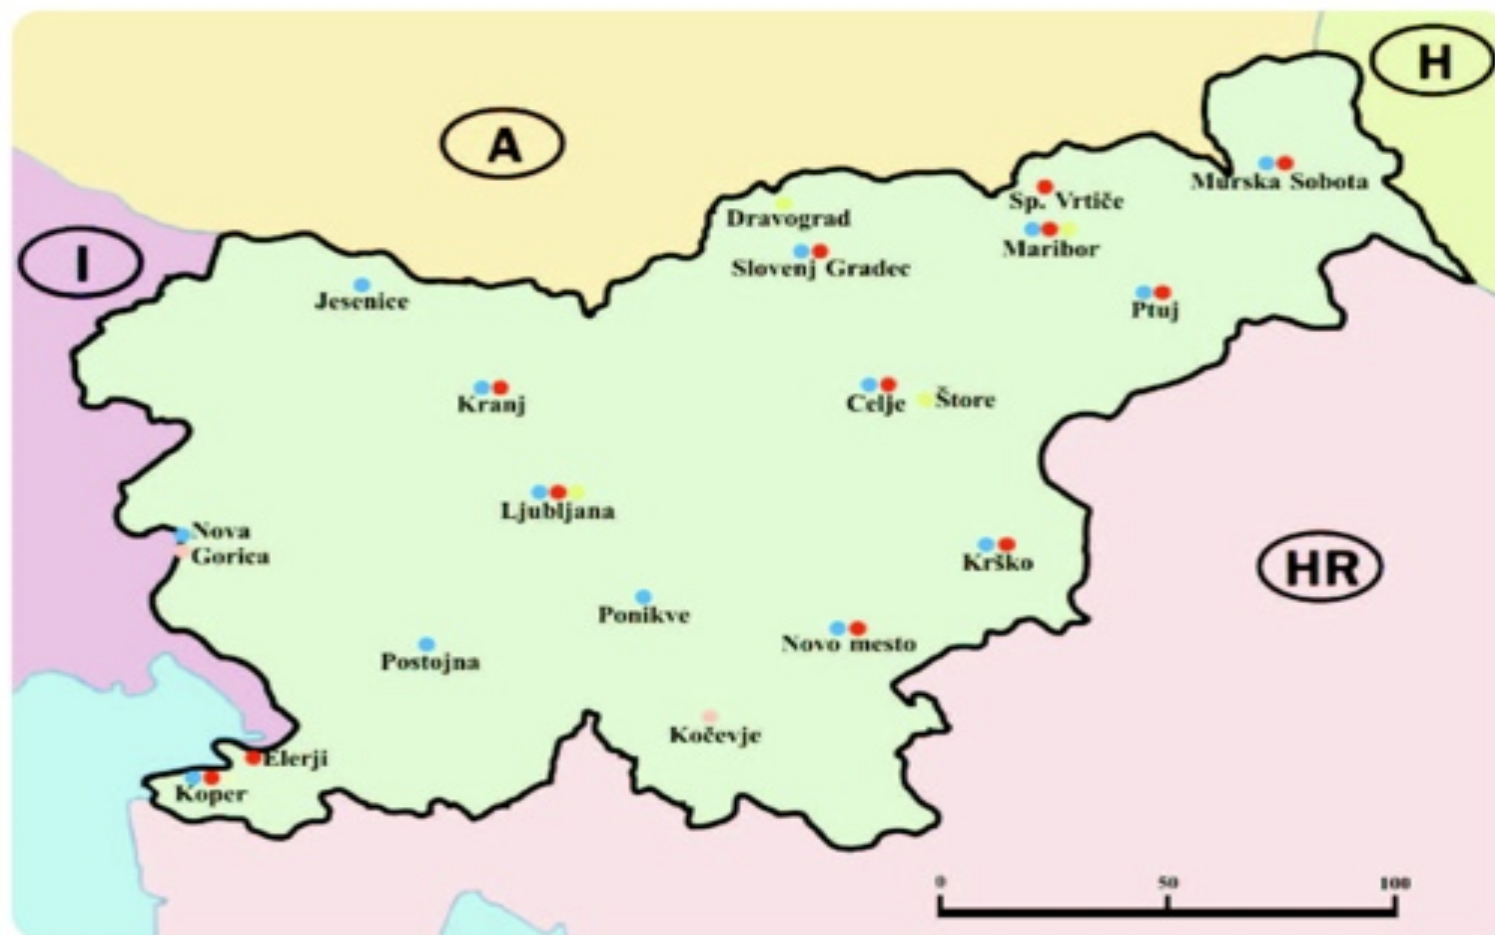 H
A
Murska Sobota
Sp. Vrtiče
Dravograd
Maribor
I
Slovenj Gradec
Jesenice
Ptuj
Kranj
Celje
Štore
Ljubljana
Nova
Gorica
Krško
HR
Ponikve
Novo mesto
Postojna
Kočevje
Elerji
Koper
0 50 100